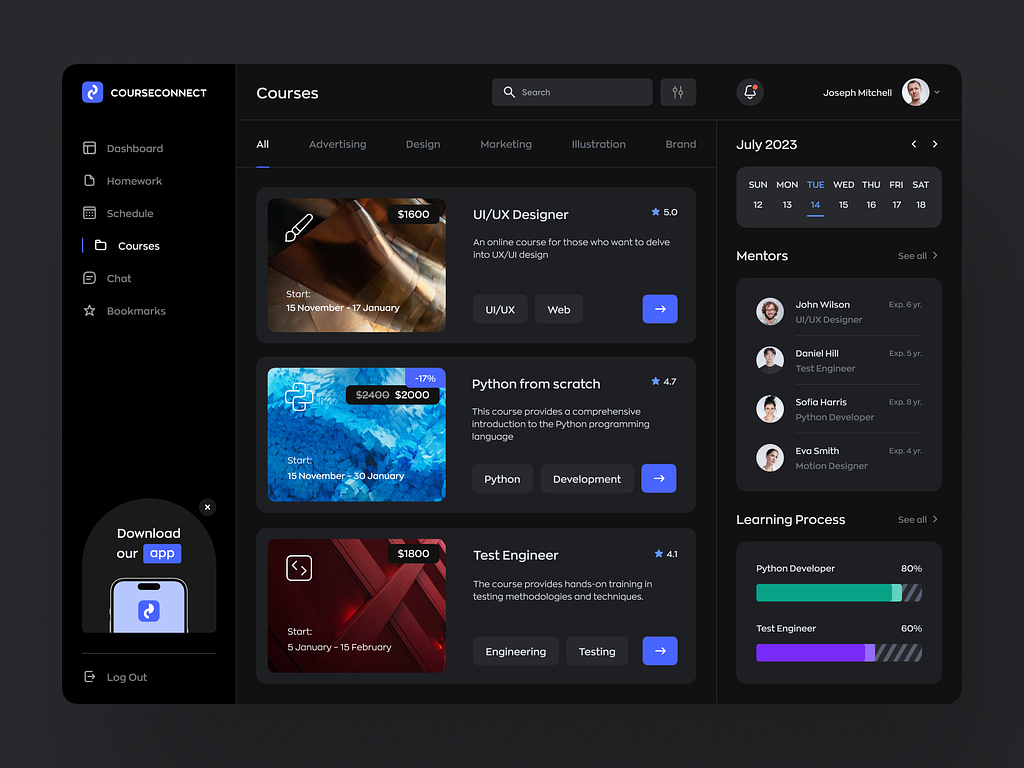 COURSECONNECT
Dashboard
Homework
Schedule
Courses
Chat
Bookmarks
Download
our app
Log Out
Courses
Search
Joseph Mitchell
All Advertising Design Marketing Illustration Brand
$1600
Start:
15 November - 17 January
UI/UX Designer
5.0
An online course for those who want to delve
into UX/UI design
UI/UX Web
-17%
$2400 $2000
Start:
15 November - 30 January
Python from scratch
4.7
This course provides a comprehensive
introduction to the Python programming
language
Python Development
$1800
Start:
5 January - 15 February
Test Engineer
4.1
The course provides hands-on training in
testing methodologies and techniques.
Engineering Testing
July 2023
SUN MON TUE WED THU FRI SAT
12 13 14 15 16 17 18
Mentors
See all
John Wilson
Exp. 6 yr.
UI/UX Designer
Daniel Hill
Exp. 5 yr.
Test Engineer
Sofia Harris
Exp. 8 yr.
Python Developer
Eva Smith
Exp. 4 yr.
Motion Designer
Learning Process
See all
Python Developer
80%
Test Engineer
60%